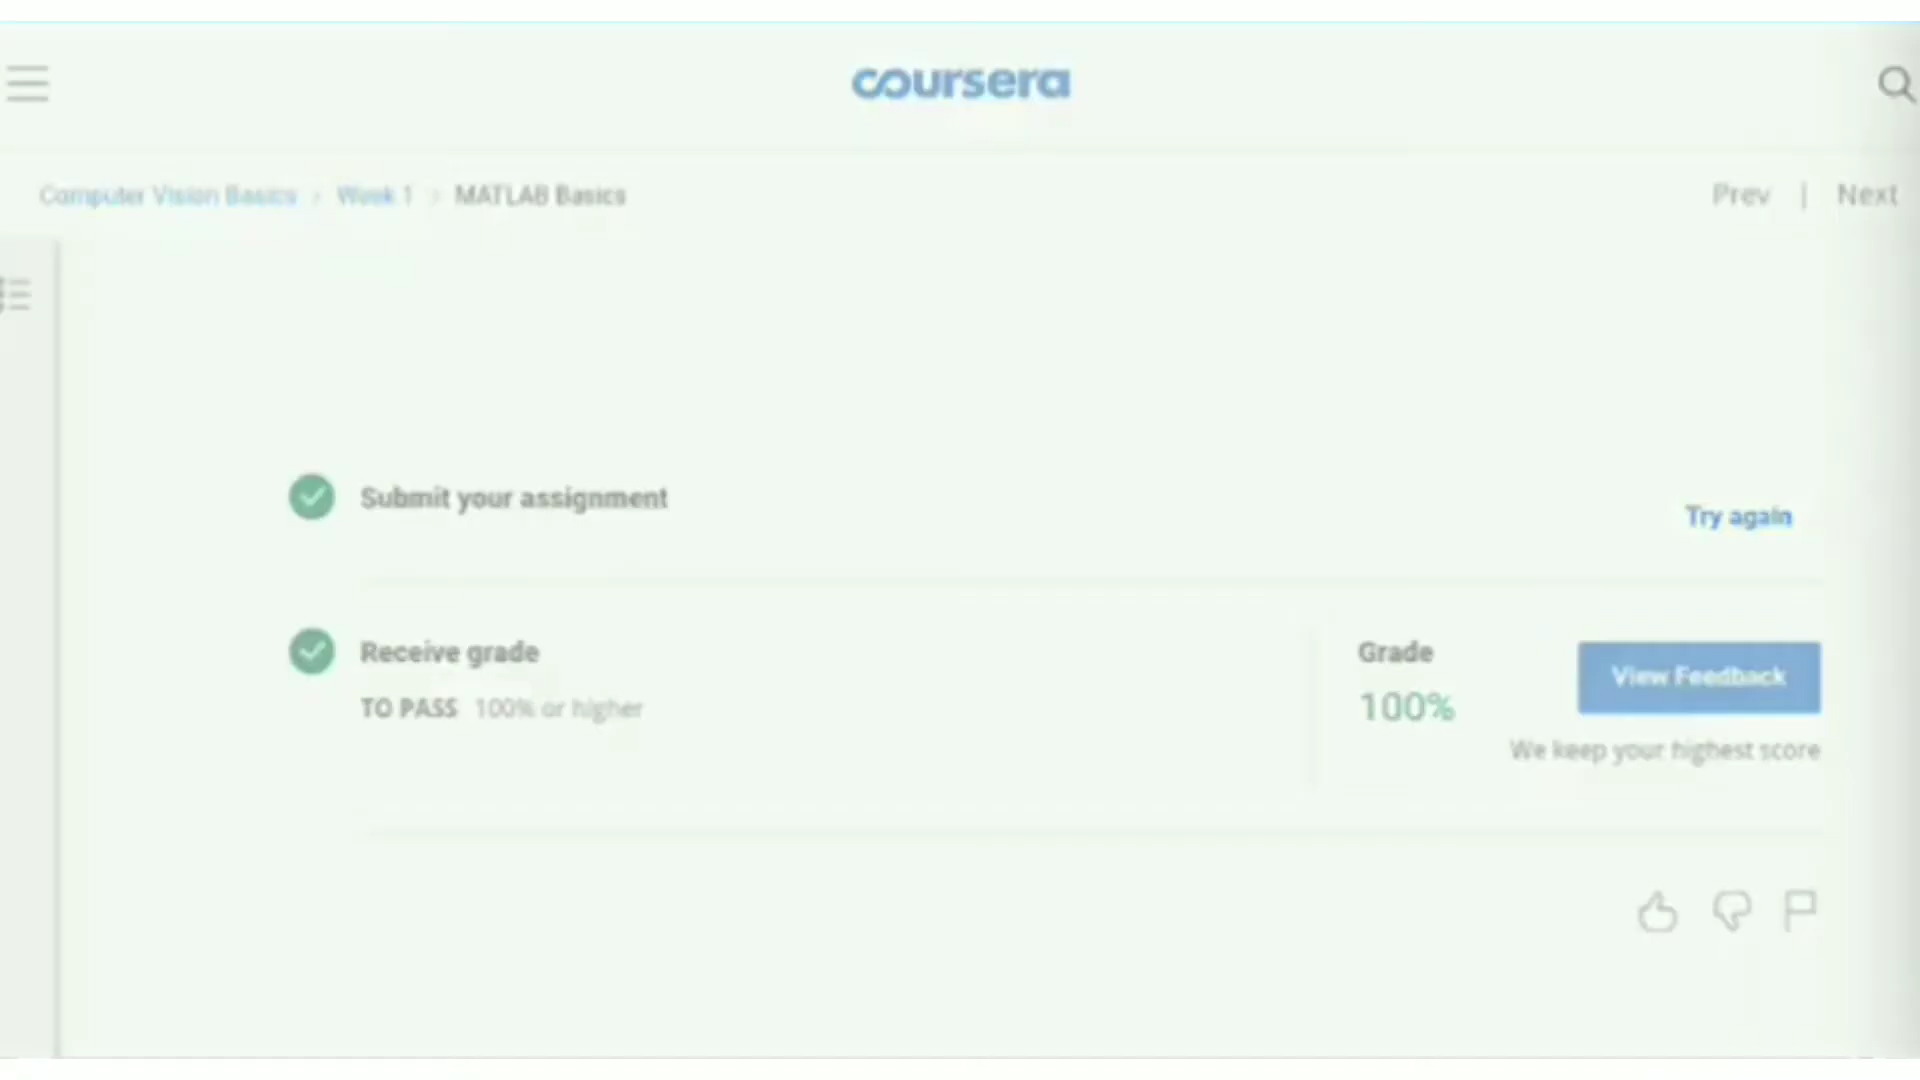 coursera
Computer Vision Basics > Week 1 > MATLAB Basics
Prev | Next
Submit your assignment
Try again
Receive grade
TO PASS 100% or higher
Grade
100%
View Feedback
We keep your highest score